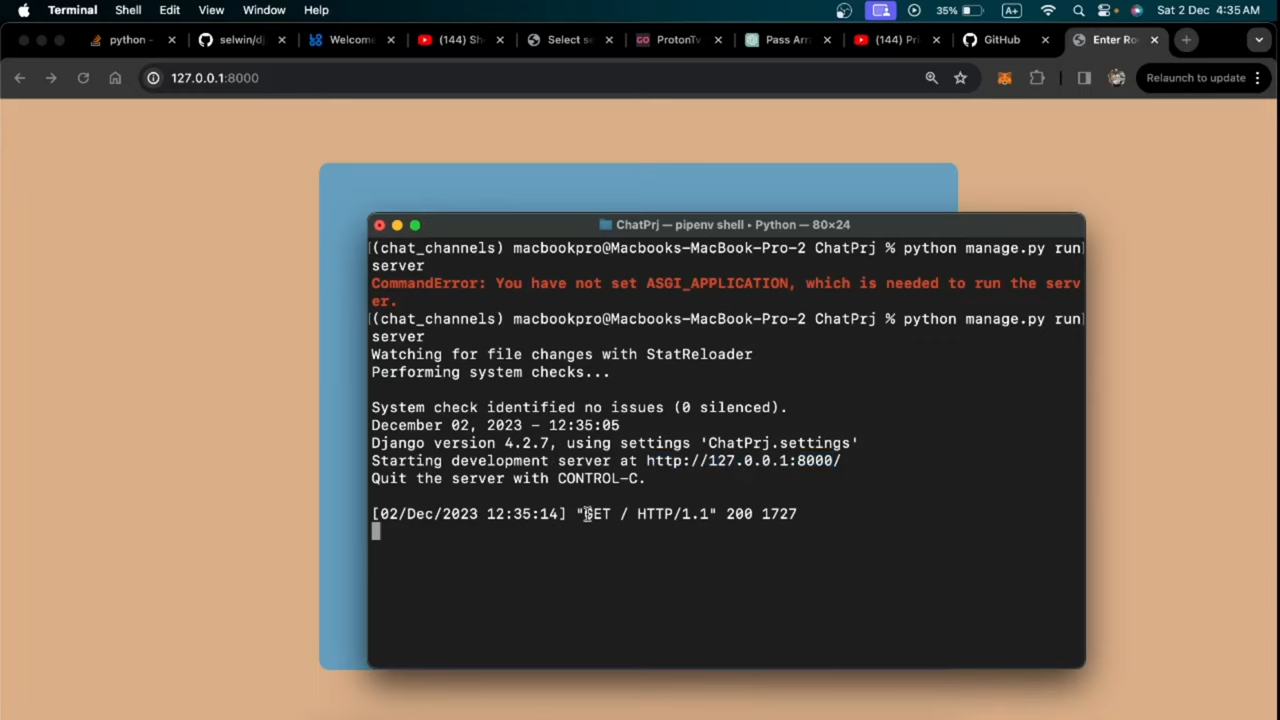 Terminal Shell Edit View Window Help 35% A+ Sat 2 Dec 4:35 AM
python - selwin/dj Welcome (144) Sh Select se ProtonTv Pass Arra (144) Pri GitHub Enter Ro
127.0.0.1:8000 Relaunch to update
ChatPrj — pipenv shell • Python — 80×24
[(chat_channels) macbookpro@Macbooks-MacBook-Pro-2 ChatPrj % python manage.py run]
server
CommandError: You have not set ASGI_APPLICATION, which is needed to run the serv
er.
[(chat_channels) macbookpro@Macbooks-MacBook-Pro-2 ChatPrj % python manage.py run]
server
Watching for file changes with StatReloader
Performing system checks...
System check identified no issues (0 silenced).
December 02, 2023 - 12:35:05
Django version 4.2.7, using settings 'ChatPrj.settings'
Starting development server at http://127.0.0.1:8000/
Quit the server with CONTROL-C.
[02/Dec/2023 12:35:14] "GET / HTTP/1.1" 200 1727